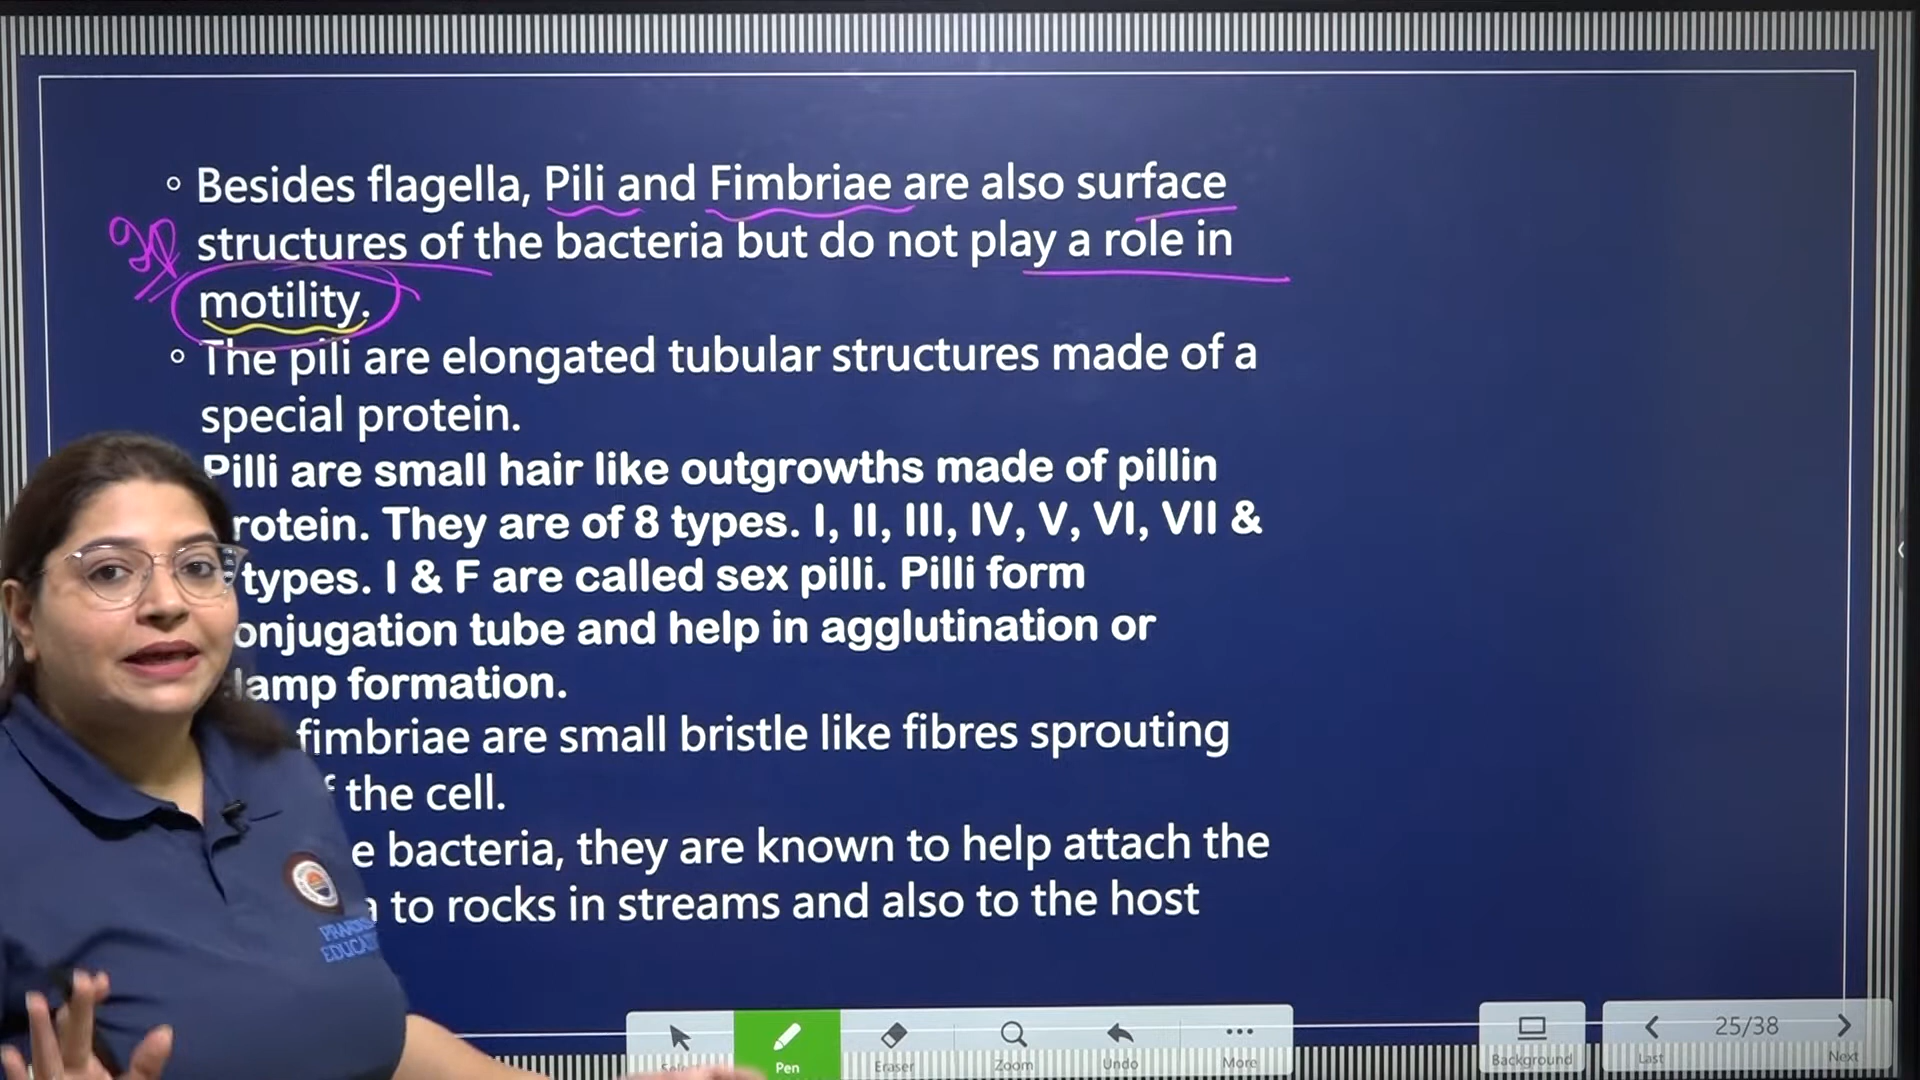 Besides flagella, Pili and Fimbriae are also surface
structures of the bacteria but do not play a role in
motility.
The pili are elongated tubular structures made of a
special protein.
Pilli are small hair like outgrowths made of pillin
rotein. They are of 8 types. I, II, III, IV, V, VI, VII &
types. I & F are called sex pilli. Pilli form
onjugation tube and help in agglutination or
lamp formation.
fimbriae are small bristle like fibres sprouting
the cell.
e bacteria, they are known to help attach the
a to rocks in streams and also to the host
EDUCAT
Pen
Eraser
Zoom
Undo
More
Background
Last
25/38
Next